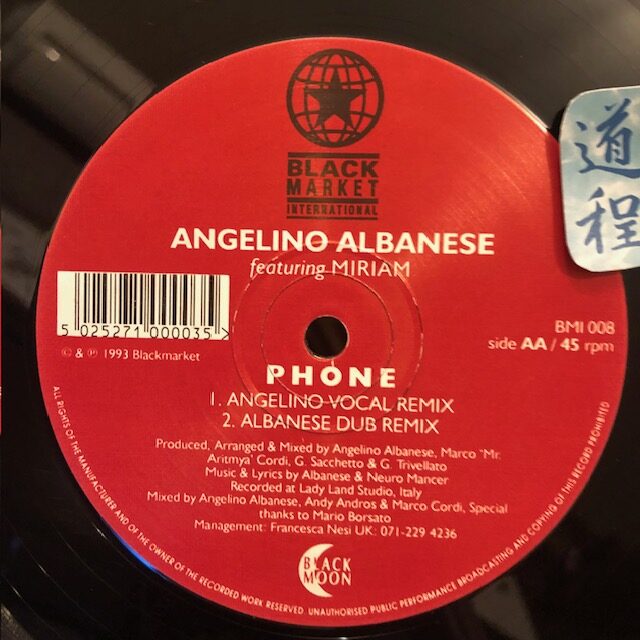 BLACK
MARKET
INTERNATIONAL
ANGELINO ALBANESE
featuring MIRIAM
道程
5 025271 000035 >
BMI 008
side AA / 45 rpm
© & ℗ 1993 Blackmarket
PHONE
1. ANGELINO VOCAL REMIX
2. ALBANESE DUB REMIX
Produced, Arranged & Mixed by Angelino Albanese, Marco "Mr.
Aritmya' Cordi, G. Sacchetto & G. Trivellato
Music & Lyrics by Albanese & Neuro Mancer
Recorded at Lady Land Studio, Italy
Mixed by Angelino Albanese, Andy Andros & Marco Cordi, Special
thanks to Mario Borsato
Management: Francesca Nesi UK: 071-229 4236
BLACK
MOON
ALL RIGHTS OF THE MANUFACTURER AND OF THE OWNER OF THE RECORDED WORK RESERVED. UNAUTHORISED PUBLIC PERFORMANCE BROADCASTING AND COPYING OF THIS RECORD PROHIBITED